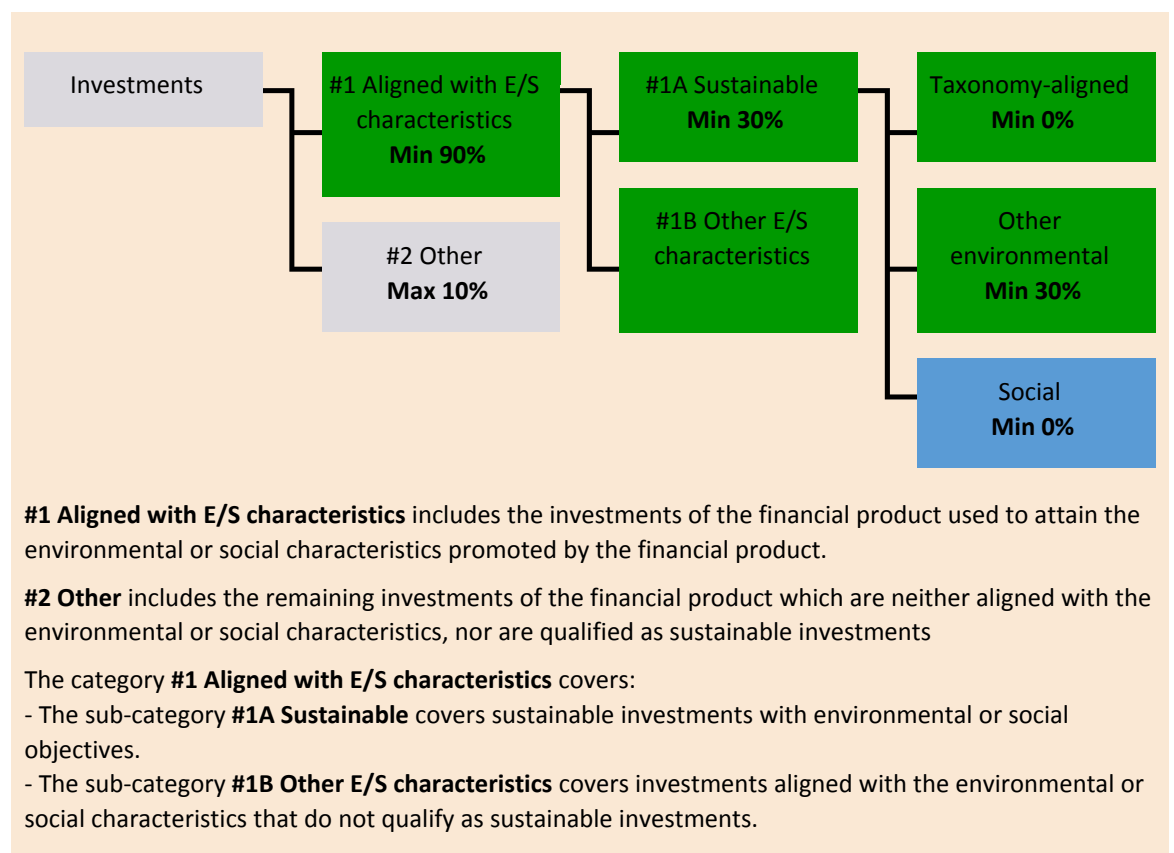 Investments
#1 Aligned with E/S
characteristics
Min 90%
#2 Other
Max 10%
#1A Sustainable
Min 30%
#1B Other E/S
characteristics
Taxonomy-aligned
Min 0%
Other
environmental
Min 30%
Social
Min 0%
#1 Aligned with E/S characteristics includes the investments of the financial product used to attain the
environmental or social characteristics promoted by the financial product.
#2 Other includes the remaining investments of the financial product which are neither aligned with the
environmental or social characteristics, nor are qualified as sustainable investments
The category #1 Aligned with E/S characteristics covers:
- The sub-category #1A Sustainable covers sustainable investments with environmental or social
objectives.
- The sub-category #1B Other E/S characteristics covers investments aligned with the environmental or
social characteristics that do not qualify as sustainable investments.